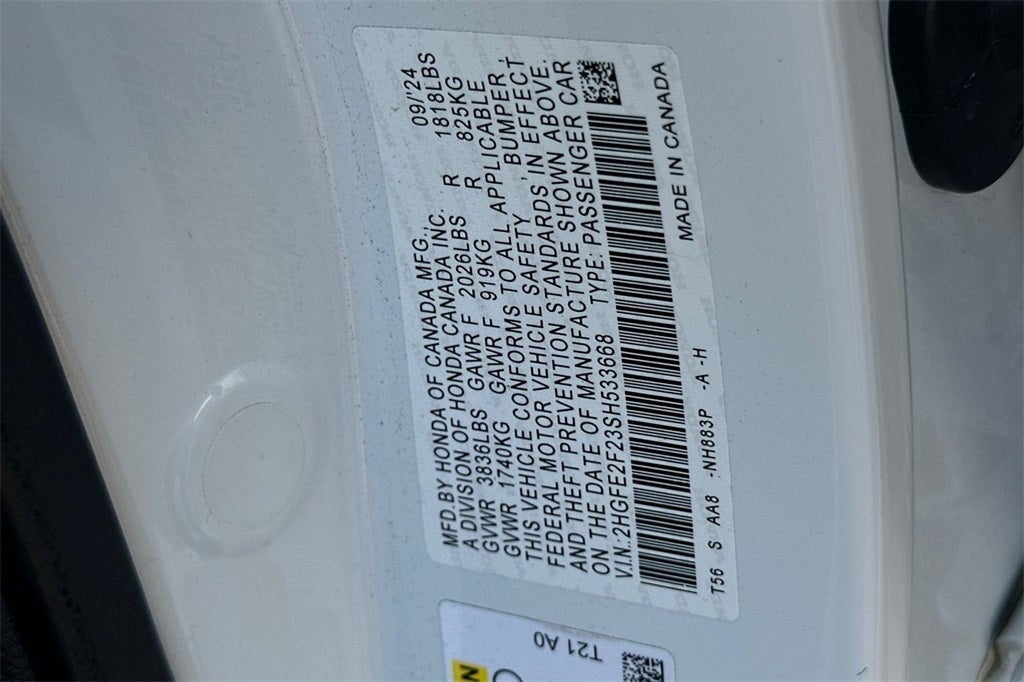 MFD.BY HONDA OF CANADA MFG., 09/'24
A DIVISION OF HONDA CANADA INC.
GVWR 3836LBS GAWR F 2026LBS R 1818LBS
GVWR 1740KG GAWR F 919KG R 825KG
THIS VEHICLE CONFORMS TO ALL APPLICABLE
FEDERAL MOTOR VEHICLE SAFETY, BUMPER,
AND THEFT PREVENTION STANDARDS IN EFFECT
ON THE DATE OF MANUFACTURE SHOWN ABOVE.
V.I.N.:2HGFE2F23SH533668 TYPE: PASSENGER CAR
T56 S AA8 -NH883P -A -H MADE IN CANADA
T21 A0